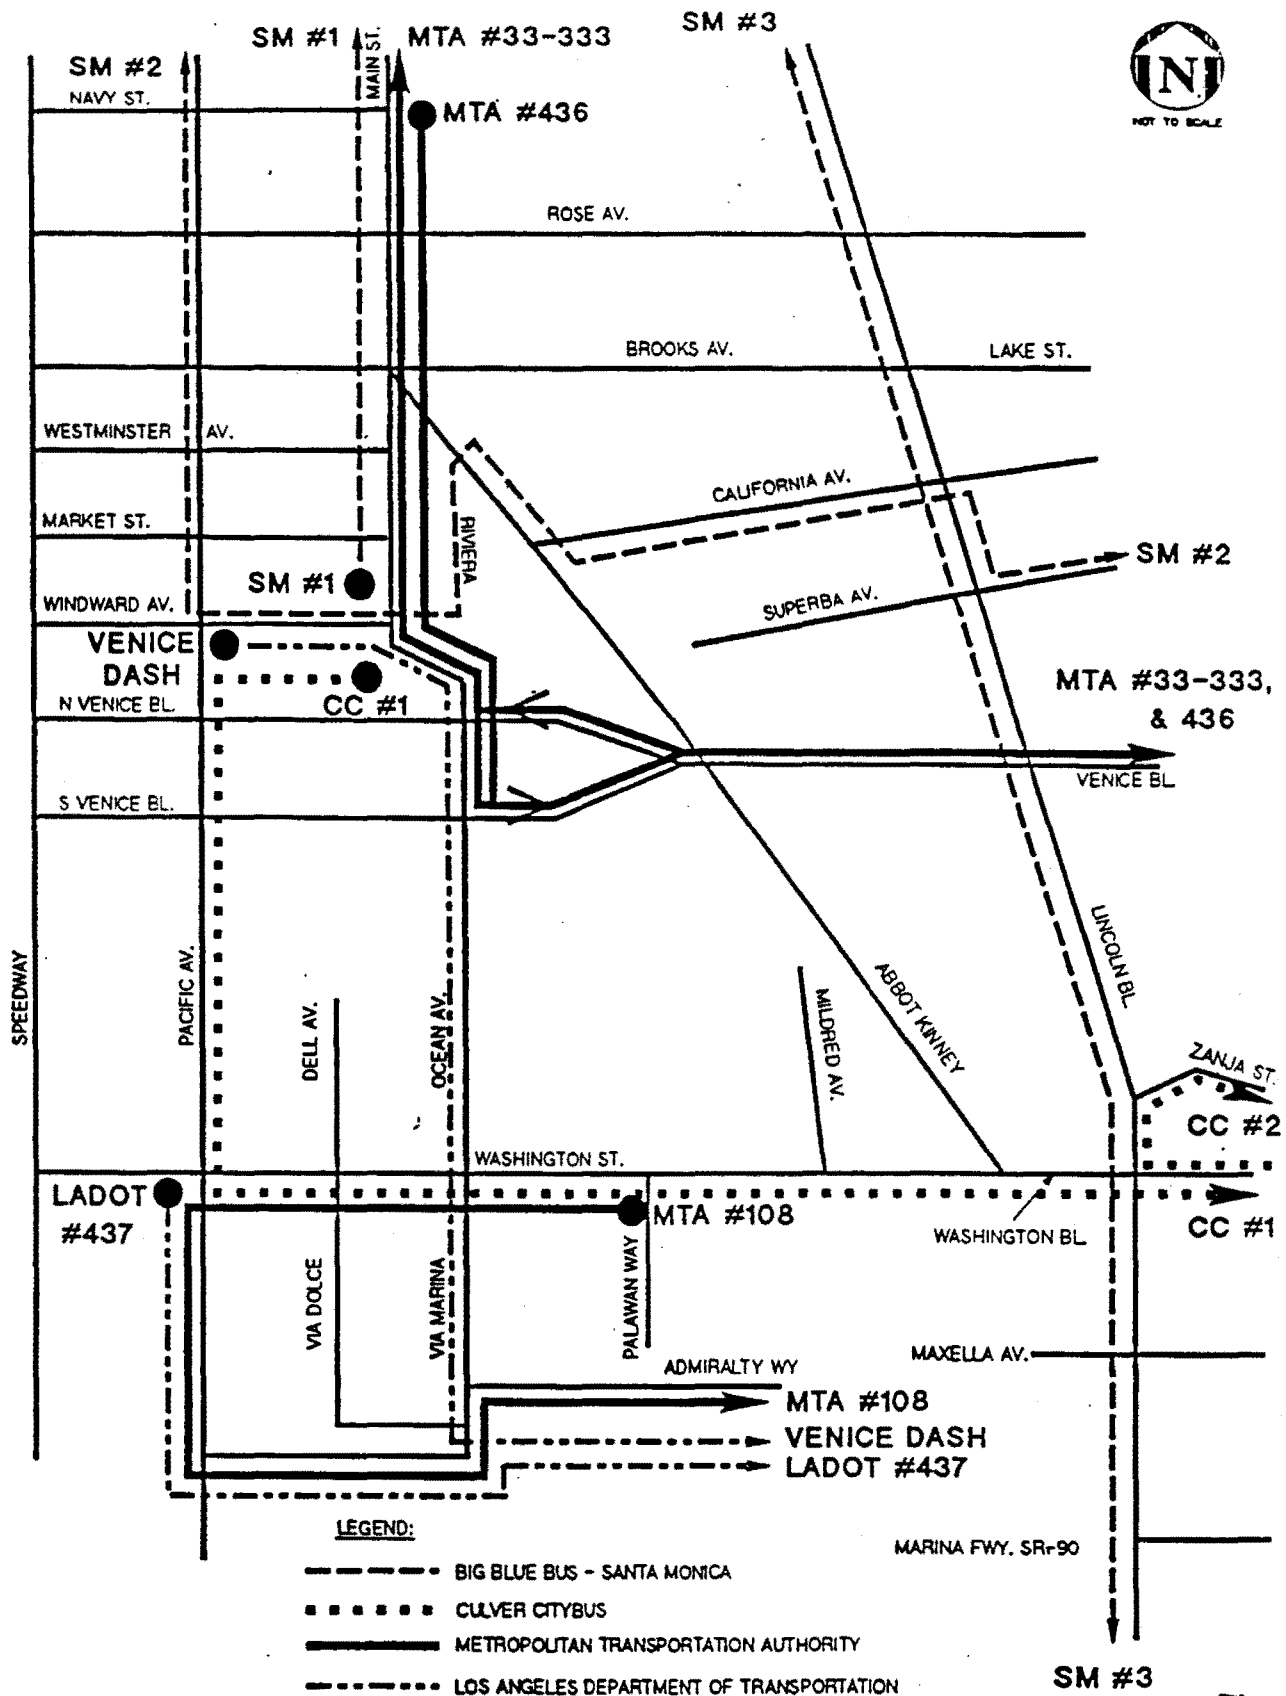 SM #1
MTA #33-333
SM #3
SM #2
MAIN ST.
N
NOT TO SCALE
NAVY ST.
MTA #436
ROSE AV.
BROOKS AV.
LAKE ST.
WESTMINSTER AV.
CALIFORNIA AV.
MARKET ST.
RIVIERA
SM #2
SM #1
SUPERBA AV.
WINDWARD AV.
VENICE
DASH
CC #1
MTA #33-333,
& 436
N VENICE BL.
VENICE BL
S VENICE BL.
LINCOLN BL.
SPEEDWAY
PACIFIC AV.
DELL AV.
OCEAN AV.
MILDRED AV.
ABBOT KINNEY
ZANJA ST.
CC #2
WASHINGTON ST.
LADOT
#437
MTA #108
WASHINGTON BL
CC #1
VIA DOLCE
VIA MARINA
PALAWAN WAY
MAXELLA AV.
ADMIRALTY WY
MTA #108
VENICE DASH
LADOT #437
LEGEND:
MARINA FWY. SR-90
BIG BLUE BUS - SANTA MONICA
CULVER CITYBUS
METROPOLITAN TRANSPORTATION AUTHORITY
SM #3
LOS ANGELES DEPARTMENT OF TRANSPORTATION